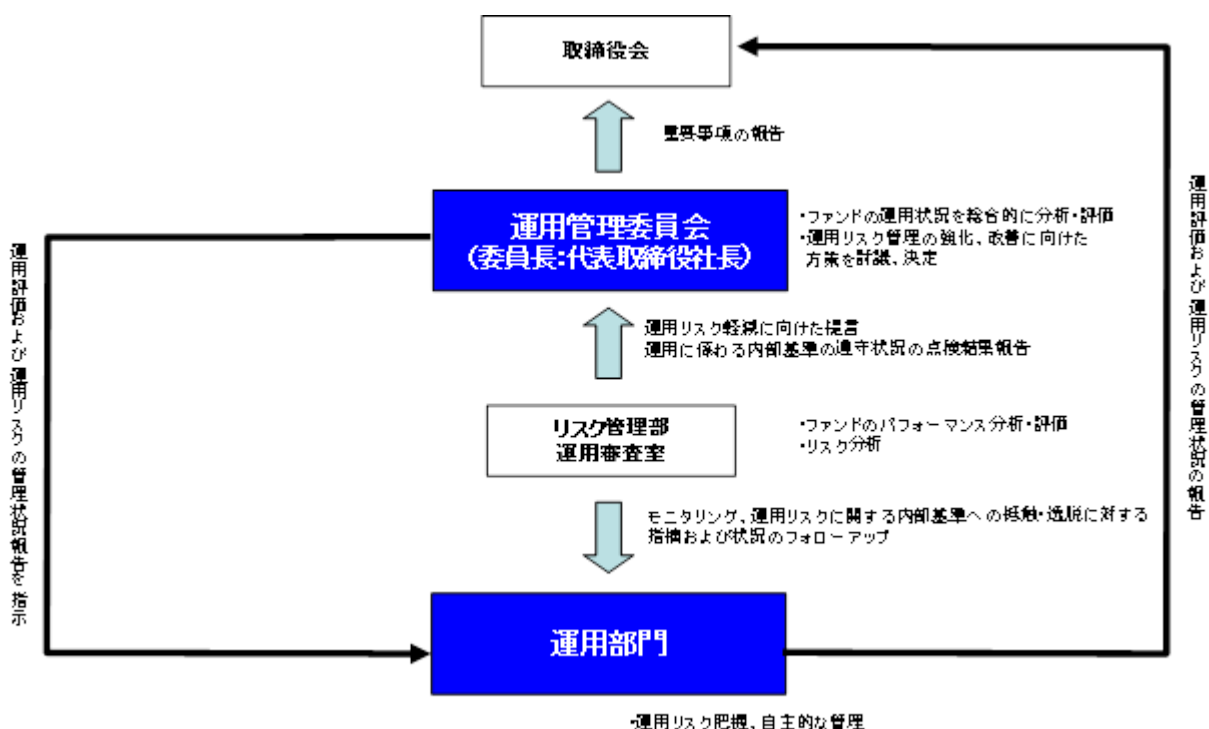 取締役会
重要事項の報告
運用管理委員会
(委員長:代表取締役社長)
・ファンドの運用状況を総合的に分析・評価
・運用リスク管理の強化、改善に向けた
方策を討議、決定
運用リスク軽減に向けた提言
運用に係わる内部基準の遵守状況の点検結果報告
リスク管理部
運用審査室
・ファンドのパフォーマンス分析・評価
・リスク分析
モニタリング、運用リスクに関する内部基準への抵触・逸脱に対する
指摘および状況のフォローアップ
運用部門
・運用リスク把握、自主的な管理
運用評価および運用リスクの管理状況報告を指示
運用評価および運用リスクの管理状況の報告